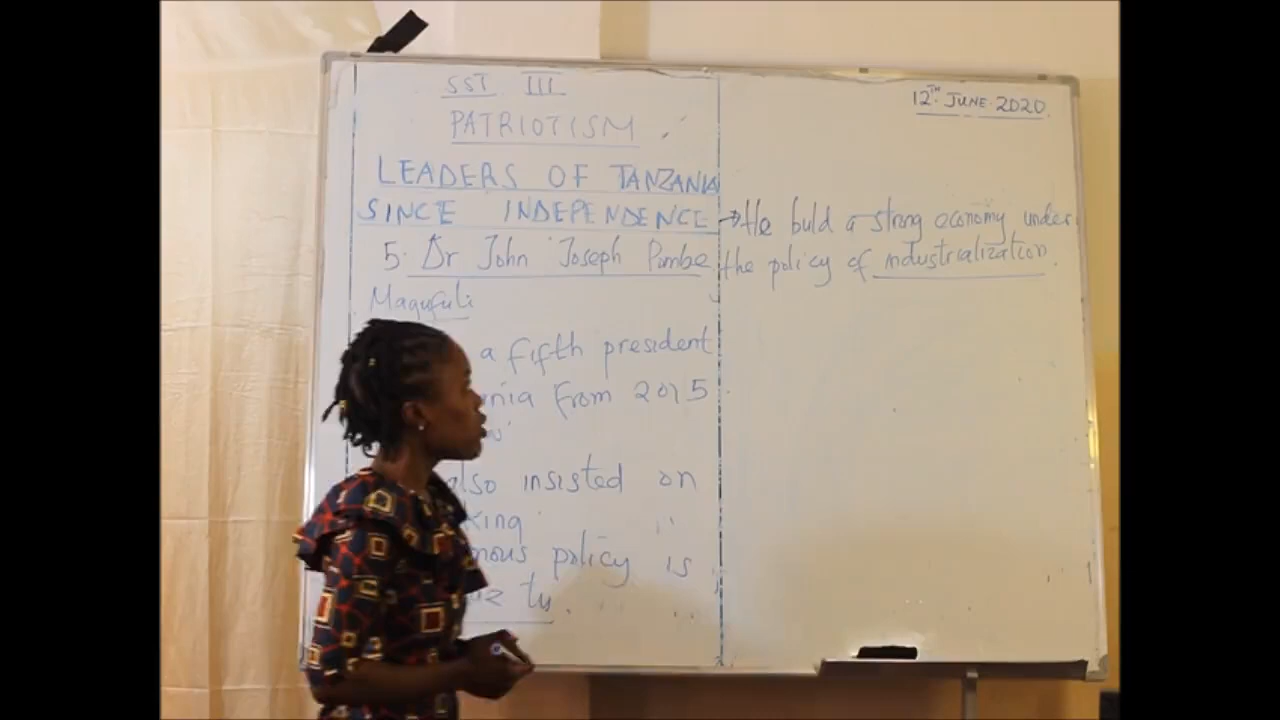 SST III
PATRIOTISM
LEADERS OF TANZANIA
SINCE INDEPENDENCE
5. Dr John Joseph Pombe
Magufuli
a fifth president
from 2015
also insisted on
policy is
tu.
12TH JUNE 2020
→ He buld a strong economy under
the policy of industrialization.